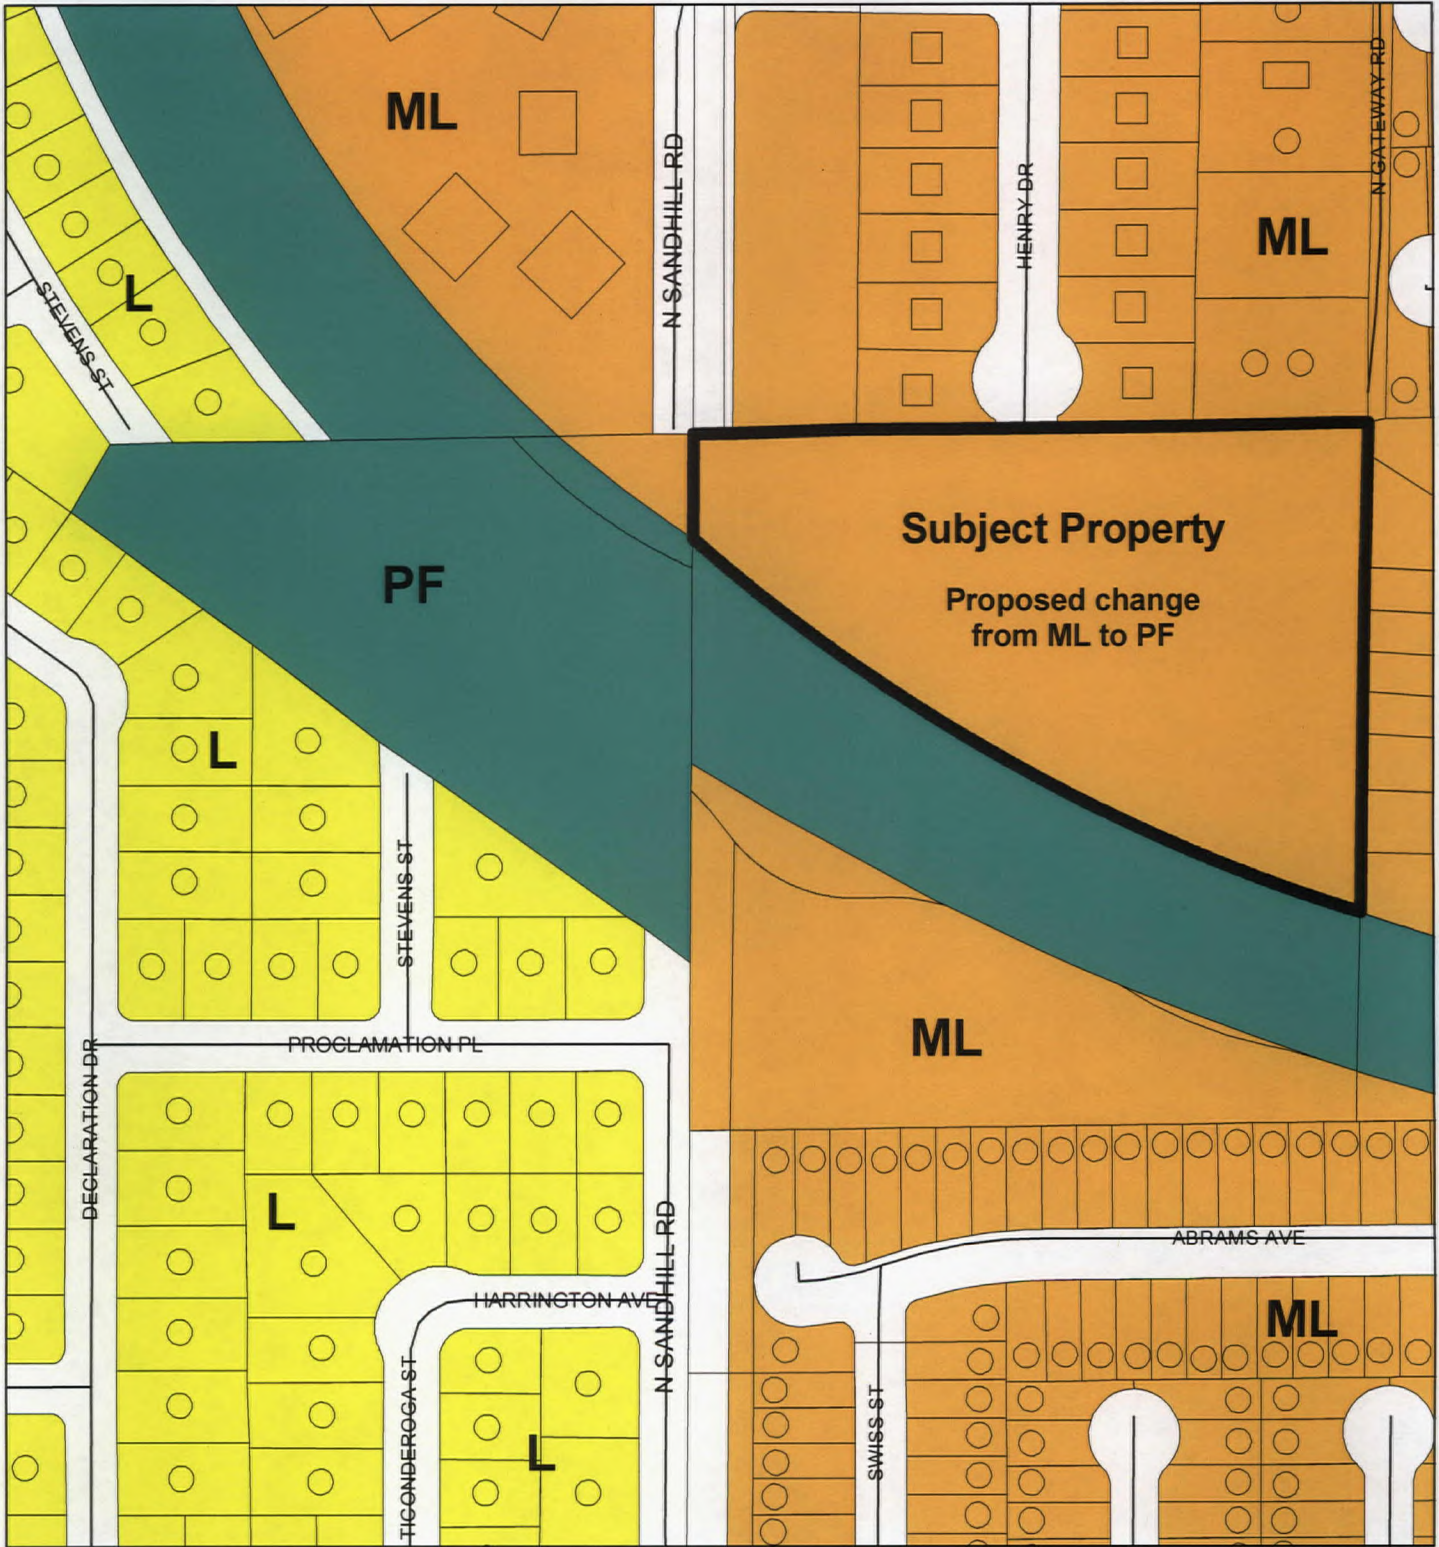 ML
N SANDHILL RD
HENRY DR
N GATEWAY RD
ML
L
STEVENS ST
Subject Property
Proposed change
from ML to PF
PF
L
STEVENS ST
PROCLAMATION PL
ML
DECLARATION DR
L
N SANDHILL RD
ABRAMS AVE
HARRINGTON AVE
ML
TICONDEROGA ST
L
SWISS ST